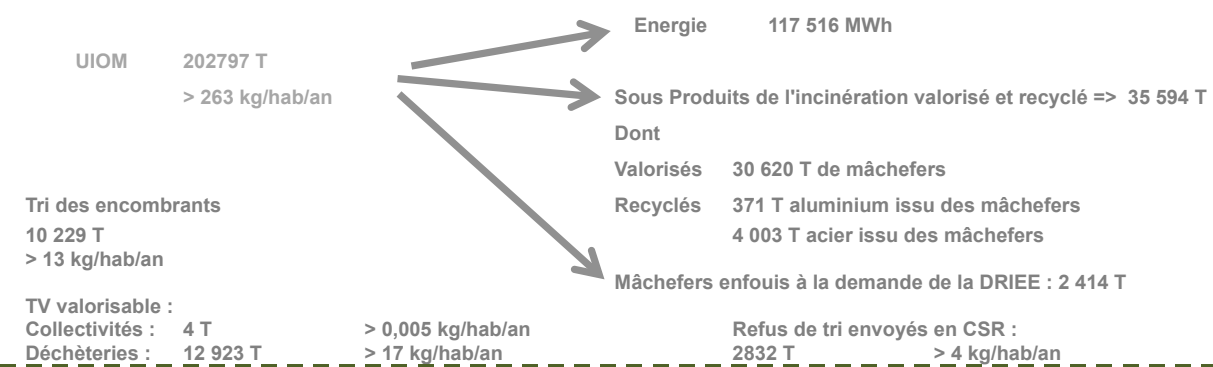 Energie 117 516 MWh
UIOM 202797 T
> 263 kg/hab/an
Sous Produits de l'incinération valorisé et recyclé => 35 594 T
Dont
Valorisés 30 620 T de mâchefers
Tri des encombrants
Recyclés 371 T aluminium issu des mâchefers
10 229 T
4 003 T acier issu des mâchefers
> 13 kg/hab/an
Mâchefers enfouis à la demande de la DRIEE : 2 414 T
TV valorisable :
Collectivités : 4 T > 0,005 kg/hab/an
Refus de tri envoyés en CSR :
Déchèteries : 12 923 T > 17 kg/hab/an
2832 T > 4 kg/hab/an